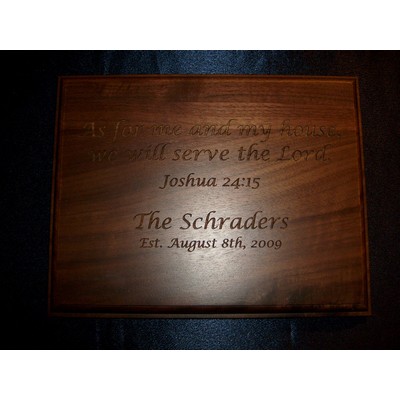 As for me and my house,
we will serve the Lord.
Joshua 24:15
The Schraders
Est. August 8th, 2009